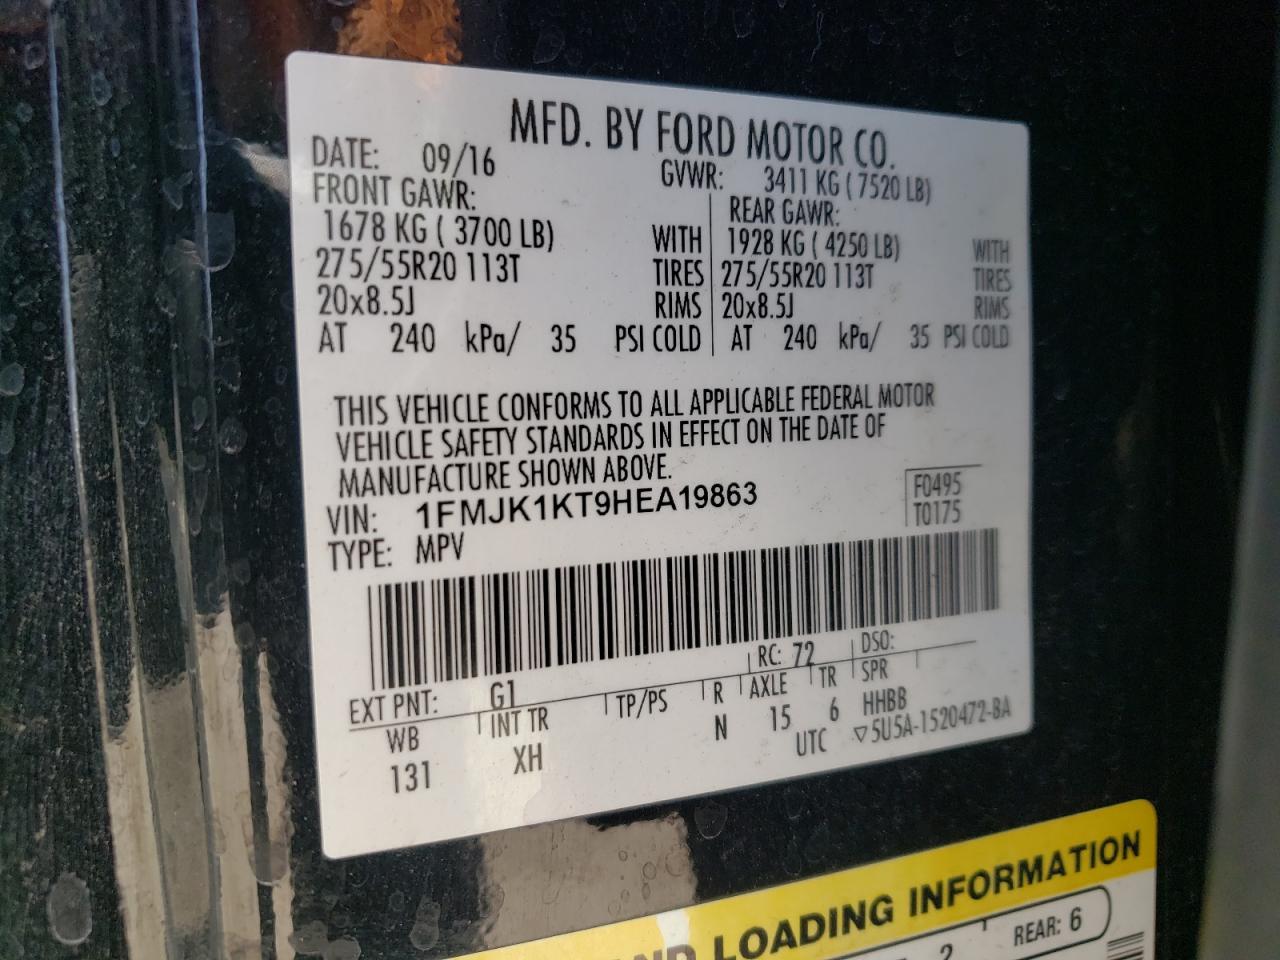 MFD. BY FORD MOTOR CO.
DATE: 09/16 GVWR: 3411 KG ( 7520 LB)
FRONT GAWR: REAR GAWR:
1678 KG ( 3700 LB) WITH 1928 KG ( 4250 LB) WITH
275/55R20 113T TIRES 275/55R20 113T TIRES
20x8.5J RIMS 20x8.5J RIMS
AT 240 kPa/ 35 PSI COLD AT 240 kPa/ 35 PSI COLD
THIS VEHICLE CONFORMS TO ALL APPLICABLE FEDERAL MOTOR
VEHICLE SAFETY STANDARDS IN EFFECT ON THE DATE OF
MANUFACTURE SHOWN ABOVE.
VIN: 1FMJK1KT9HEA19863 F0495
TYPE: MPV T0175
EXT PNT: G1 RC: 72 DSO:
WB INT TR TP/PS R AXLE TR SPR
131 XH N 15 6 HHBB
UTC ▽5U5A-1520472-BA
AND LOADING INFORMATION
2 REAR: 6